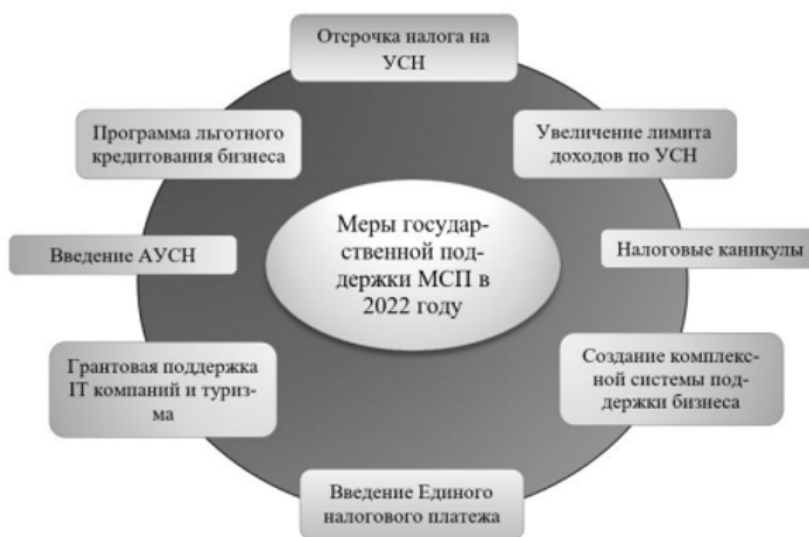 Отсрочка налога на
УСН
Программа льготного
кредитования бизнеса
Увеличение лимита
доходов по УСН
Меры государ-
ственной под-
держки МСП в
2022 году
Введение АУСН
Налоговые каникулы
Грантовая поддержка
IT компаний и туриз-
ма
Создание комплекс-
ной системы под-
держки бизнеса
Введение Единого
налогового платежа